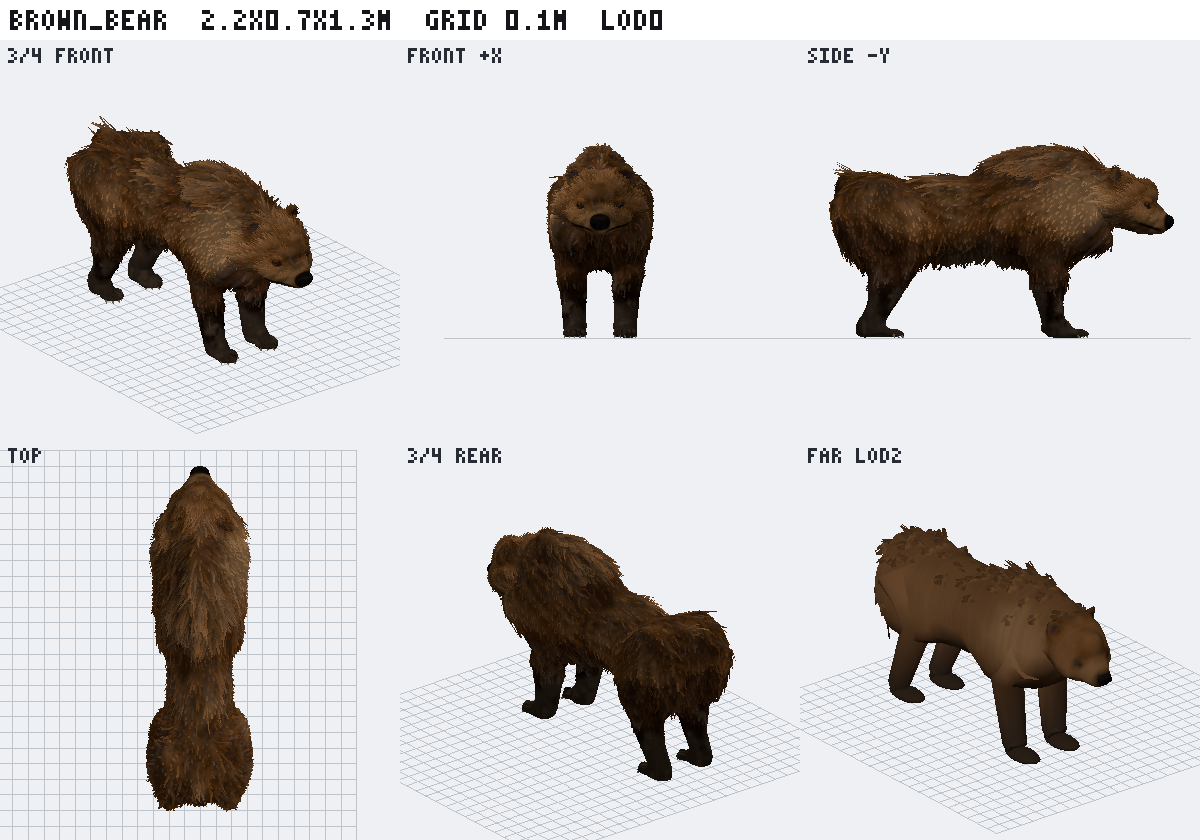 BROWN_BEAR  2.2X0.7X1.3M  GRID 0.1M  LOD0
3/4 FRONT
FRONT +X
SIDE -Y
TOP
3/4 REAR
FAR LOD2